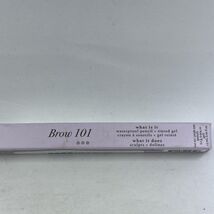 Brow 101
what it is
waterproof pencil + tinted gel
crayon à sourcils + gel teinté
what it does
sculpts + defines